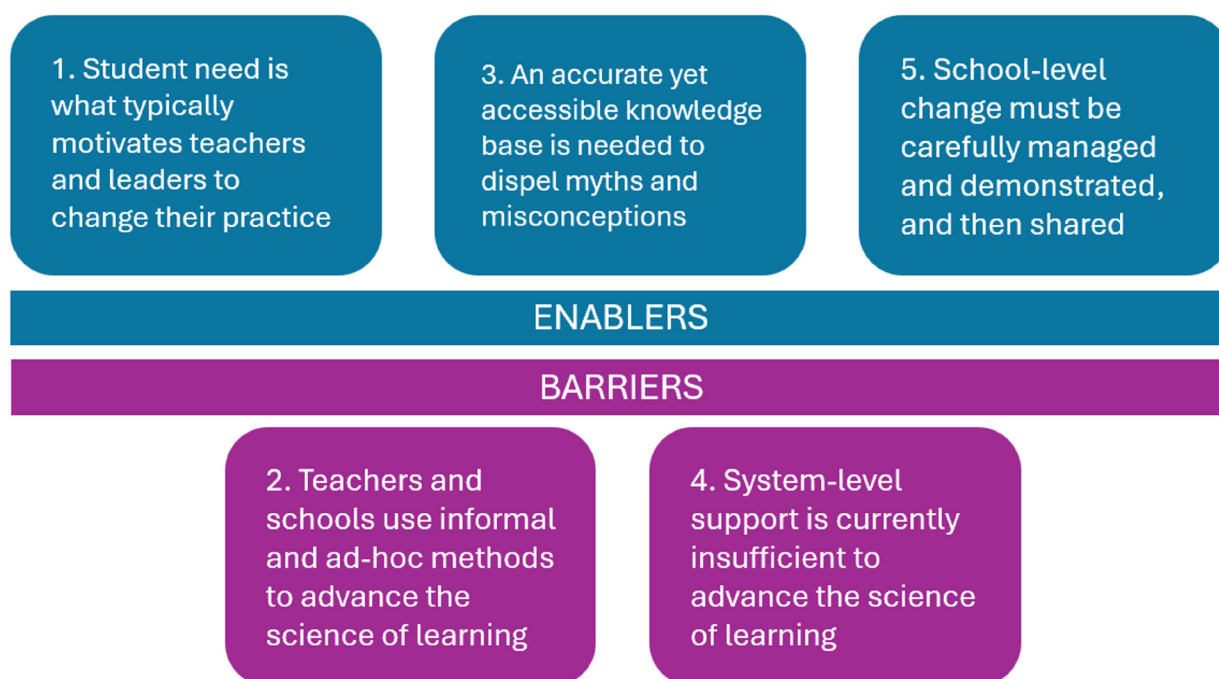 1. Student need is
what typically
motivates teachers
and leaders to
change their practice
3. An accurate yet
accessible knowledge
base is needed to
dispel myths and
misconceptions
5. School-level
change must be
carefully managed
and demonstrated,
and then shared
ENABLERS
BARRIERS
2. Teachers and
schools use informal
and ad-hoc methods
to advance the
science of learning
4. System-level
support is currently
insufficient to
advance the science
of learning